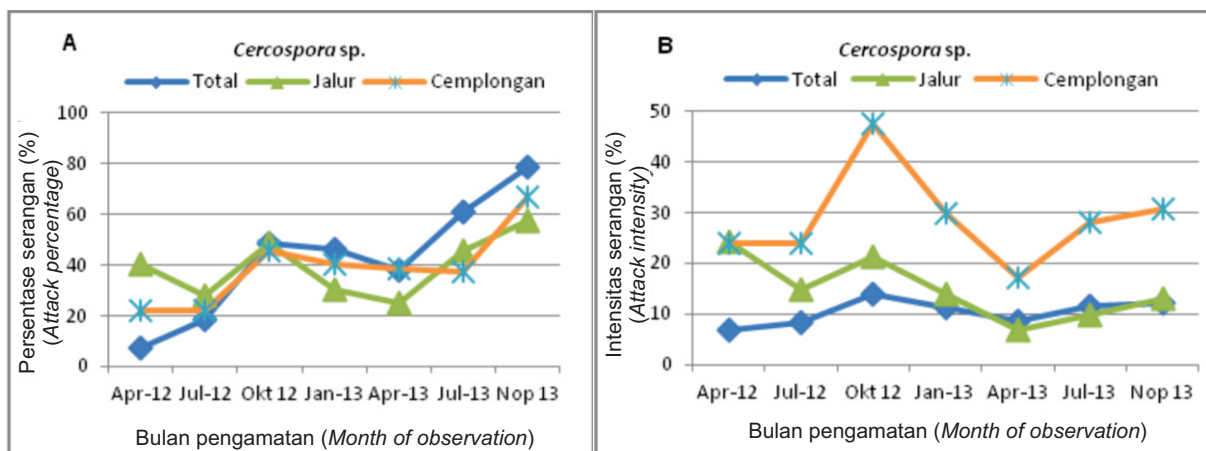 A
Cercospora sp.
Total Jalur Cemplongan
Persentase serangan (%)
(Attack percentage)
100
80
60
40
20
0
Apr-12 Jul-12 Okt 12 Jan-13 Apr-13 Jul-13 Nop 13
Bulan pengamatan (Month of observation)
B
Cercospora sp.
Total Jalur Cemplongan
Intensitas serangan (%)
(Attack intensity)
50
40
30
20
10
0
Apr-12 Jul-12 Okt 12 Jan-13 Apr-13 Jul-13 Nop 13
Bulan pengamatan (Month of observation)